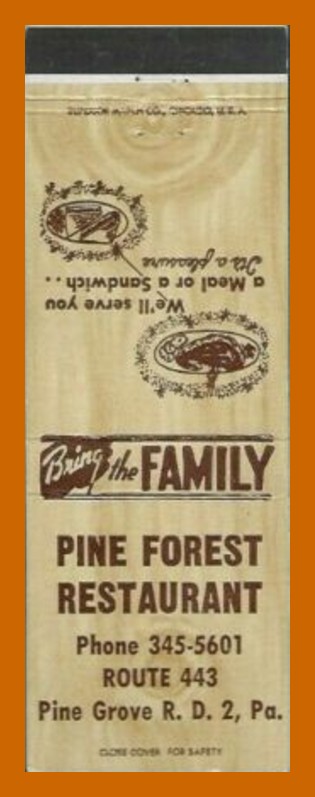 We'll serve you
a Meal or a Sandwich . .
It's a pleasure
Bring the FAMILY
PINE FOREST
RESTAURANT
Phone 345-5601
ROUTE 443
Pine Grove R. D. 2, Pa.
CLOSE COVER FOR SAFETY